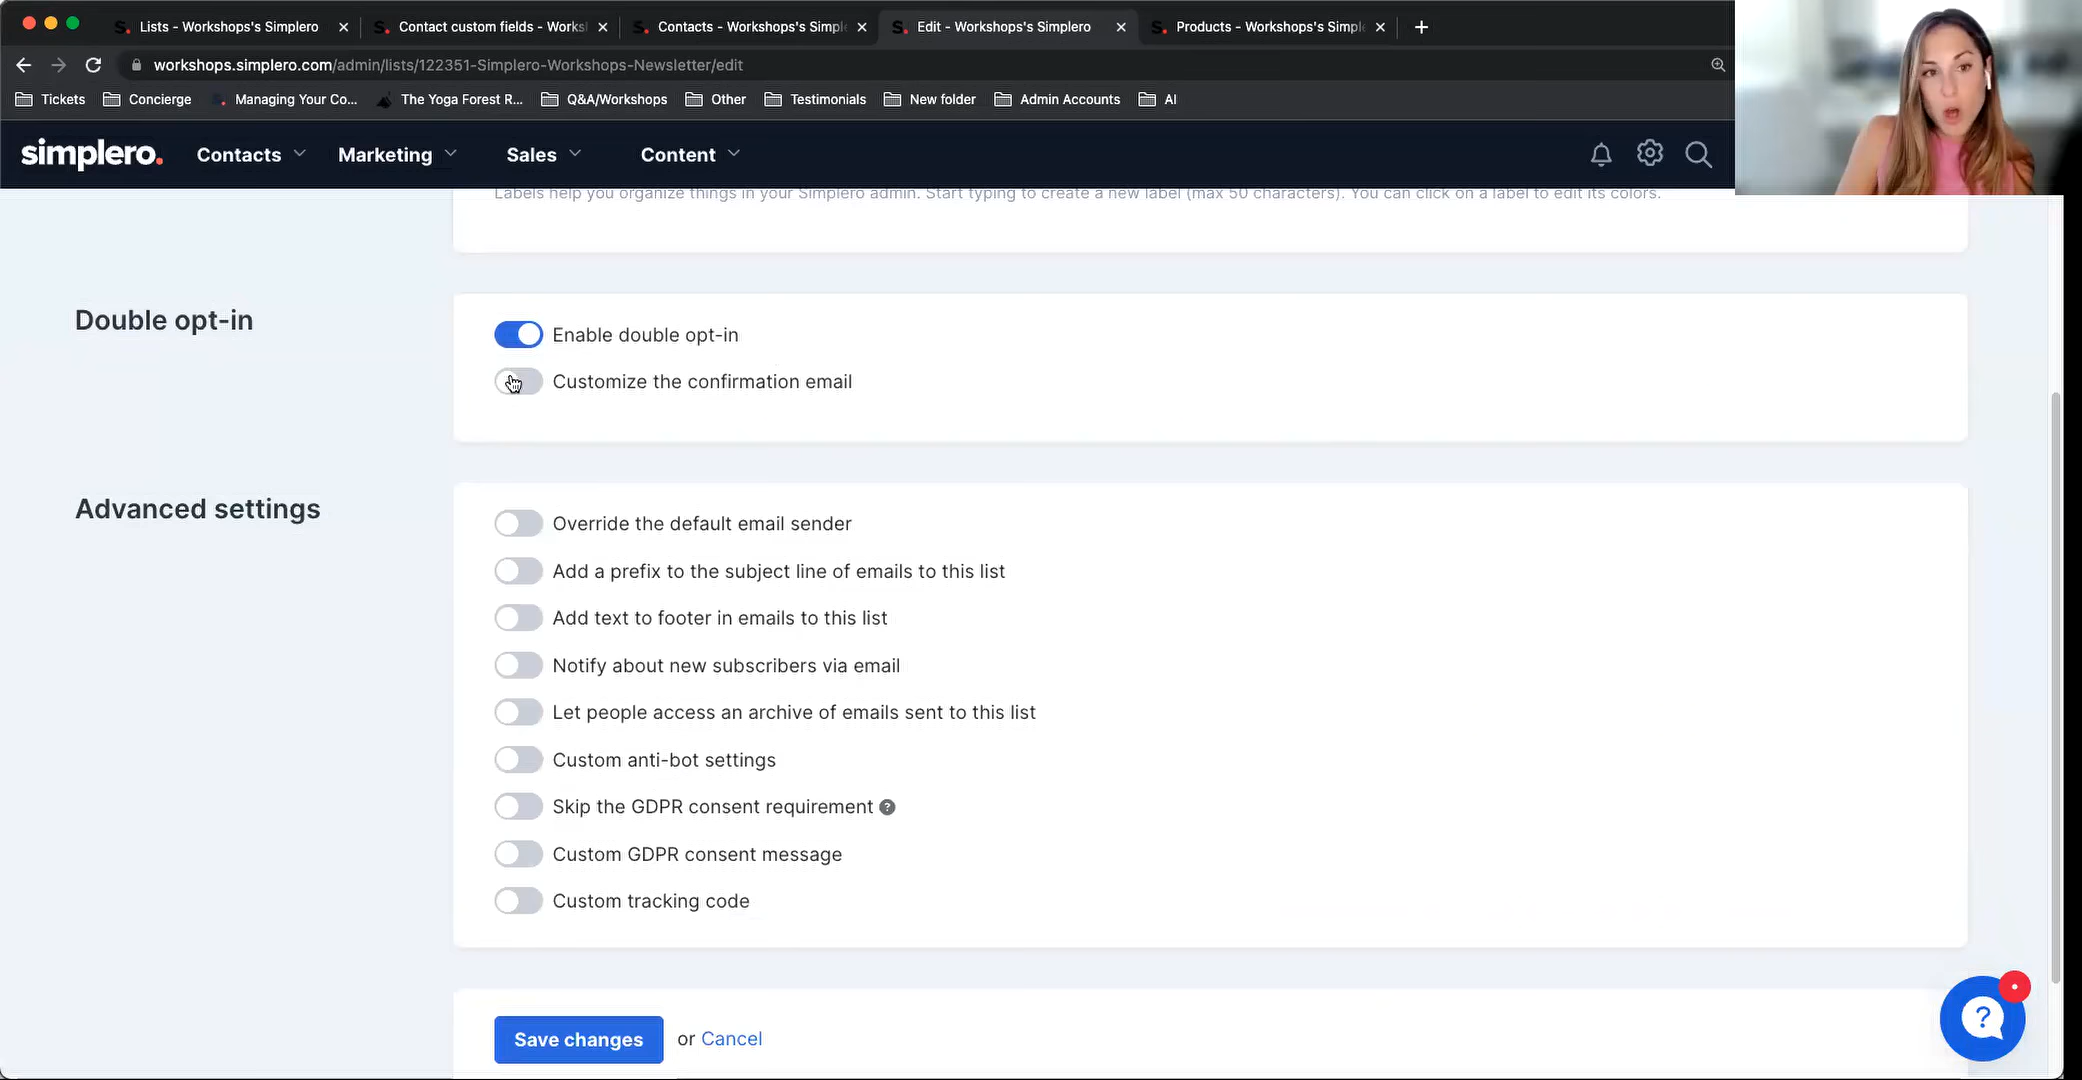 Lists - Workshops's Simplero
Contact custom fields - Works
Contacts - Workshops's Simpl
Edit - Workshops's Simplero
Products - Workshops's Simpl
workshops.simplero.com/admin/lists/122351-Simplero-Workshops-Newsletter/edit
Tickets
Concierge
Managing Your Co...
The Yoga Forest R...
Q&A/Workshops
Other
Testimonials
New folder
Admin Accounts
AI
simplero.
Contacts
Marketing
Sales
Content
Labels help you organize things in your Simplero admin. Start typing to create a new label (max 50 characters). You can click on a label to edit its colors.
Double opt-in
Enable double opt-in
Customize the confirmation email
Advanced settings
Override the default email sender
Add a prefix to the subject line of emails to this list
Add text to footer in emails to this list
Notify about new subscribers via email
Let people access an archive of emails sent to this list
Custom anti-bot settings
Skip the GDPR consent requirement ?
Custom GDPR consent message
Custom tracking code
Save changes or Cancel